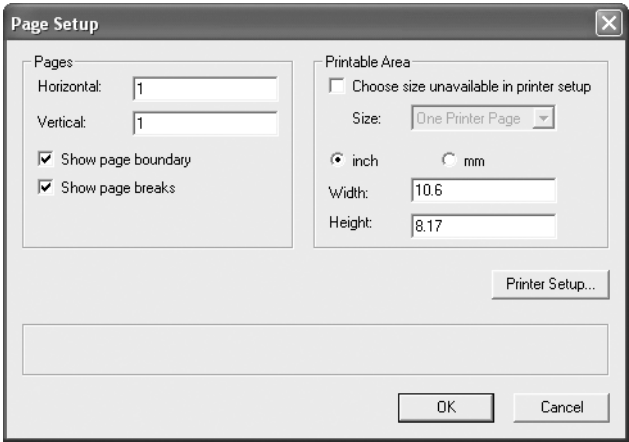 Page Setup
Pages
Horizontal: 1
Vertical: 1
Show page boundary
Show page breaks
Printable Area
Choose size unavailable in printer setup
Size: One Printer Page
inch mm
Width: 10.6
Height: 8.17
Printer Setup...
OK Cancel